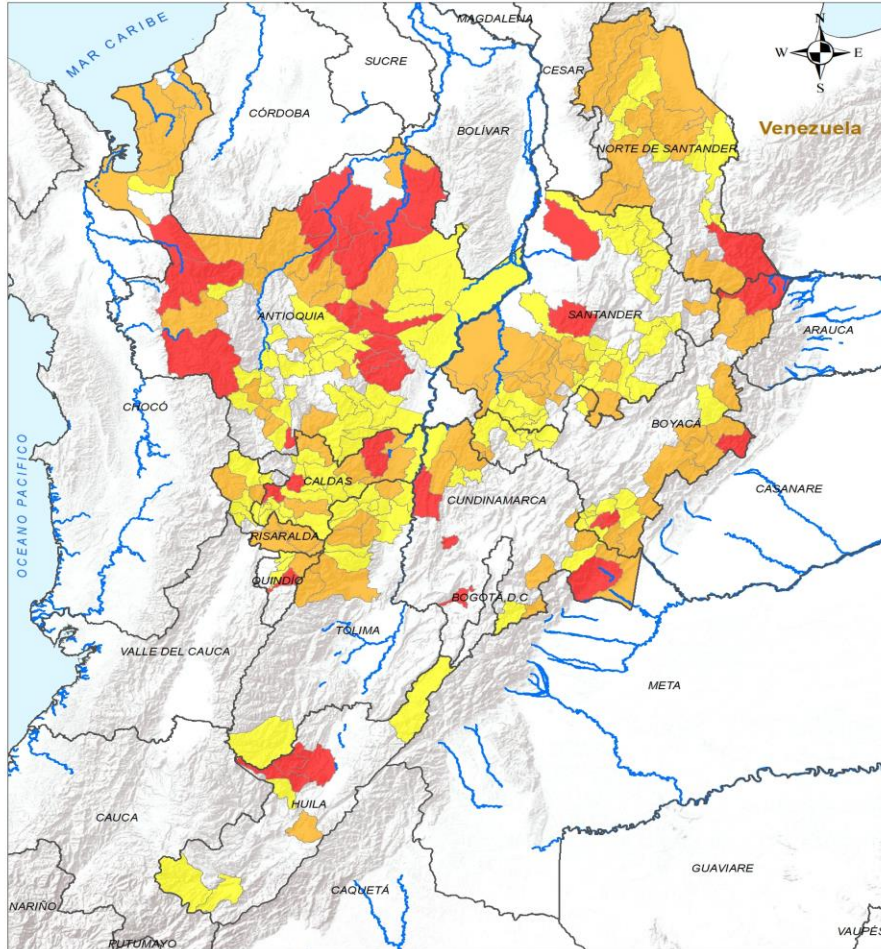 MAGDALENA
N
MAR CARIBE
SUCRE
CESAR
W
E
S
CÓRDOBA
BOLÍVAR
Venezuela
NORTE DE SANTANDER
ANTIOQUIA
SANTANDER
ARAUCA
CHOCÓ
BOYACÁ
OCEANO PACIFICO
CALDAS
CUNDINAMARCA
CASANARE
RISARALDA
QUINDÍO
BOGOTÁ D.C
TOLIMA
VALLE DEL CAUCA
META
HUILA
CAUCA
GUAVIARE
CAQUETÁ
NARIÑO
PUTUMAYO
VAUPÉS